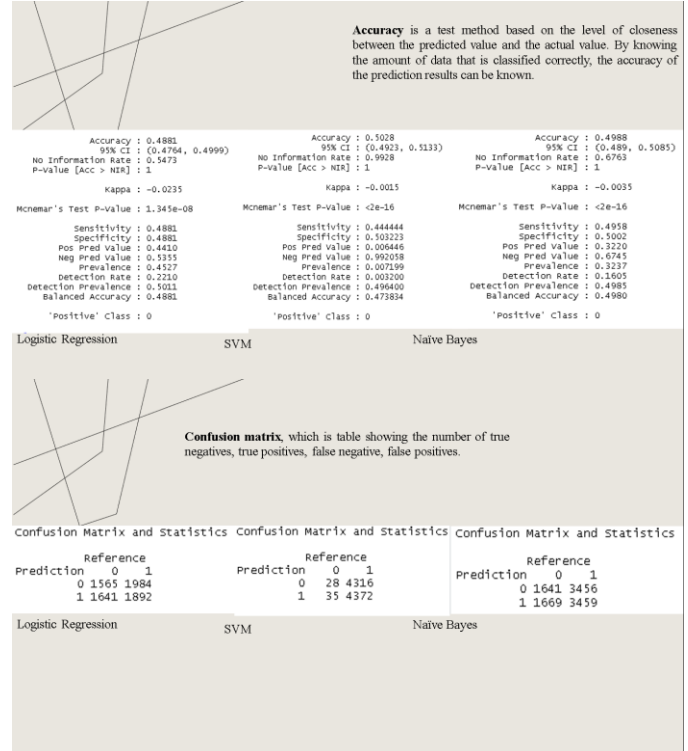 Accuracy is a test method based on the level of closeness
between the predicted value and the actual value. By knowing
the amount of data that is classified correctly, the accuracy of
the prediction results can be known.
Accuracy : 0.4881
95% CI : (0.4764, 0.4999)
No Information Rate : 0.5473
P-Value [Acc > NIR] : 1
Kappa : -0.0235
Mcnemar's Test P-Value : 1.345e-08
Sensitivity : 0.4881
Specificity : 0.4881
Pos Pred Value : 0.4410
Neg Pred Value : 0.5355
Prevalence : 0.4527
Detection Rate : 0.2210
Detection Prevalence : 0.5011
Balanced Accuracy : 0.4881
'Positive' Class : 0
Accuracy : 0.5028
95% CI : (0.4923, 0.5133)
No Information Rate : 0.9928
P-Value [Acc > NIR] : 1
Kappa : -0.0015
Mcnemar's Test P-Value : <2e-16
Sensitivity : 0.444444
Specificity : 0.503223
Pos Pred Value : 0.006446
Neg Pred Value : 0.992058
Prevalence : 0.007199
Detection Rate : 0.003200
Detection Prevalence : 0.496400
Balanced Accuracy : 0.473834
'Positive' Class : 0
Accuracy : 0.4988
95% CI : (0.489, 0.5085)
No Information Rate : 0.6763
P-Value [Acc > NIR] : 1
Kappa : -0.0035
Mcnemar's Test P-Value : <2e-16
Sensitivity : 0.4958
Specificity : 0.5002
Pos Pred Value : 0.3220
Neg Pred Value : 0.6745
Prevalence : 0.3237
Detection Rate : 0.1605
Detection Prevalence : 0.4985
Balanced Accuracy : 0.4980
'Positive' Class : 0
Logistic Regression
SVM
Naïve Bayes
Confusion matrix, which is table showing the number of true
negatives, true positives, false negative, false positives.
Confusion Matrix and Statistics
Reference
Prediction 0 1
0 1565 1984
1 1641 1892
Confusion Matrix and Statistics
Reference
Prediction 0 1
0 28 4316
1 35 4372
Confusion Matrix and Statistics
Reference
Prediction 0 1
0 1641 3456
1 1669 3459
Logistic Regression
SVM
Naïve Bayes